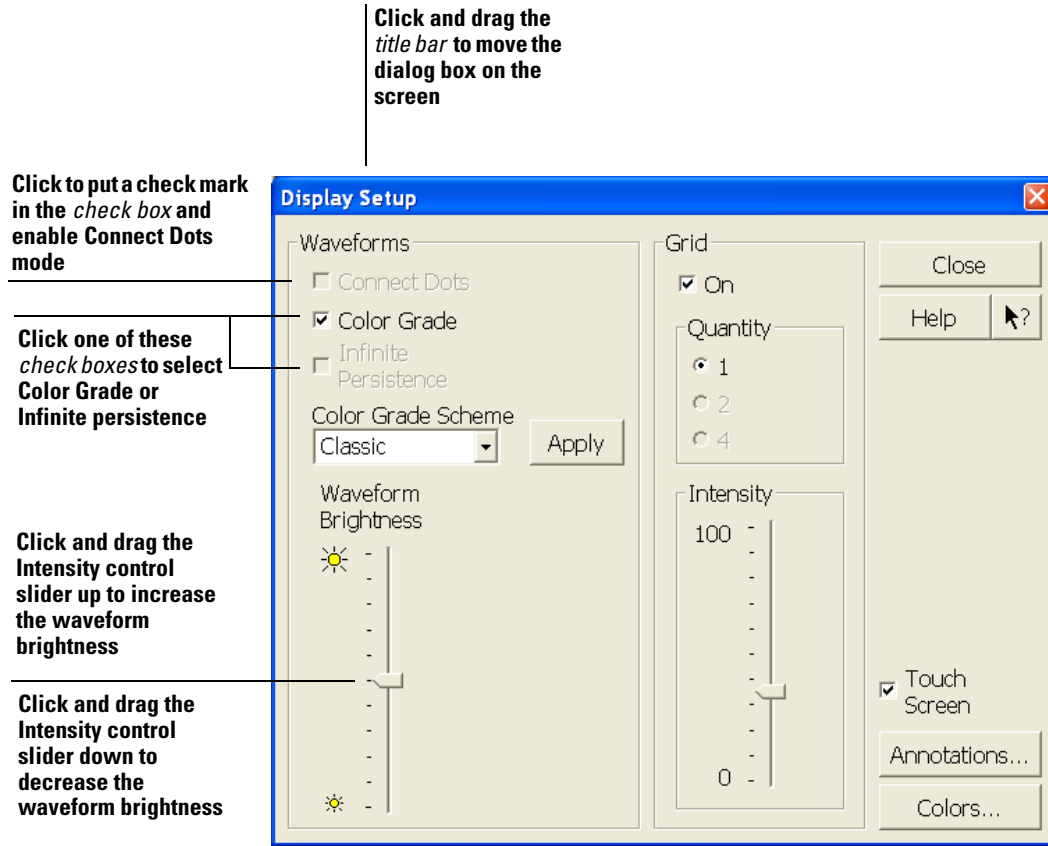 Click and drag the
title bar to move the
dialog box on the
screen
Click to put a check mark
in the check box and
enable Connect Dots
mode
Click one of these
check boxes to select
Color Grade or
Infinite persistence
Click and drag the
Intensity control
slider up to increase
the waveform
brightness
Click and drag the
Intensity control
slider down to
decrease the
waveform brightness
Display Setup
Waveforms
Connect Dots
Color Grade
Infinite
Persistence
Color Grade Scheme
Classic
Apply
Waveform
Brightness
Grid
On
Quantity
1
2
4
Intensity
100
0
Close
Help
?
Touch
Screen
Annotations...
Colors...